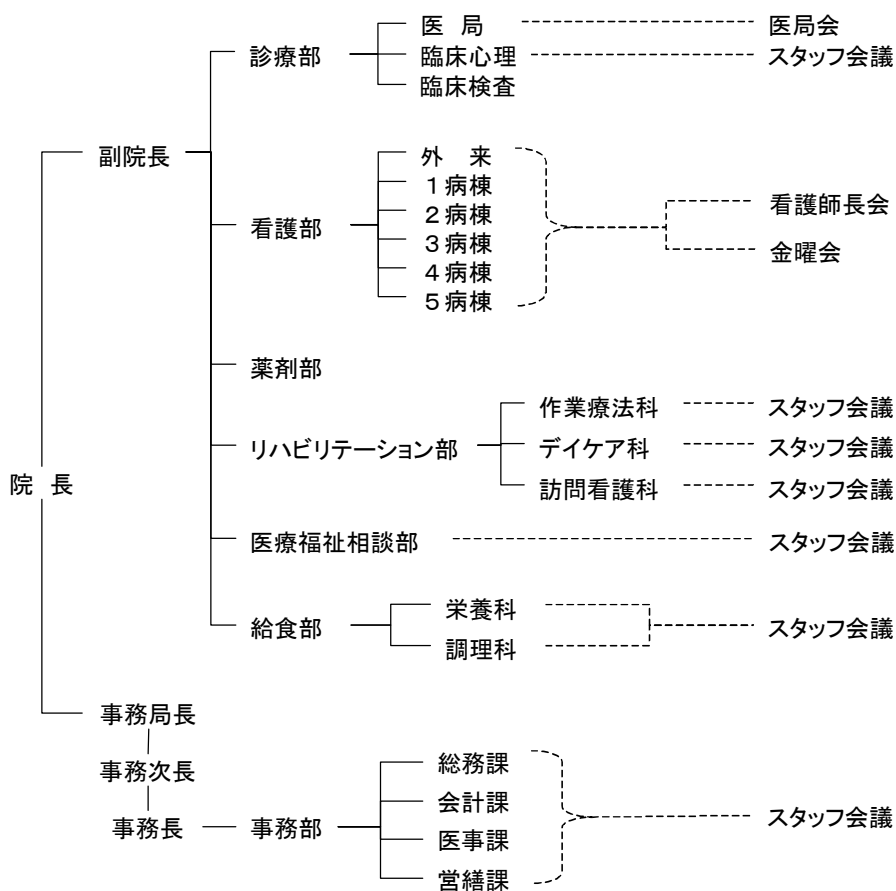 医 局 医局会
診療部 臨床心理 スタッフ会議
臨床検査
副院長 外 来
1病棟
2病棟 看護師長会
看護部 3病棟
4病棟 金曜会
5病棟
薬剤部
作業療法科 スタッフ会議
リハビリテーション部 デイケア科 スタッフ会議
院 長 訪問看護科 スタッフ会議
医療福祉相談部 スタッフ会議
栄養科
給食部 スタッフ会議
調理科
事務局長
総務課
事務次長
会計課
事務長 事務部 スタッフ会議
医事課
営繕課